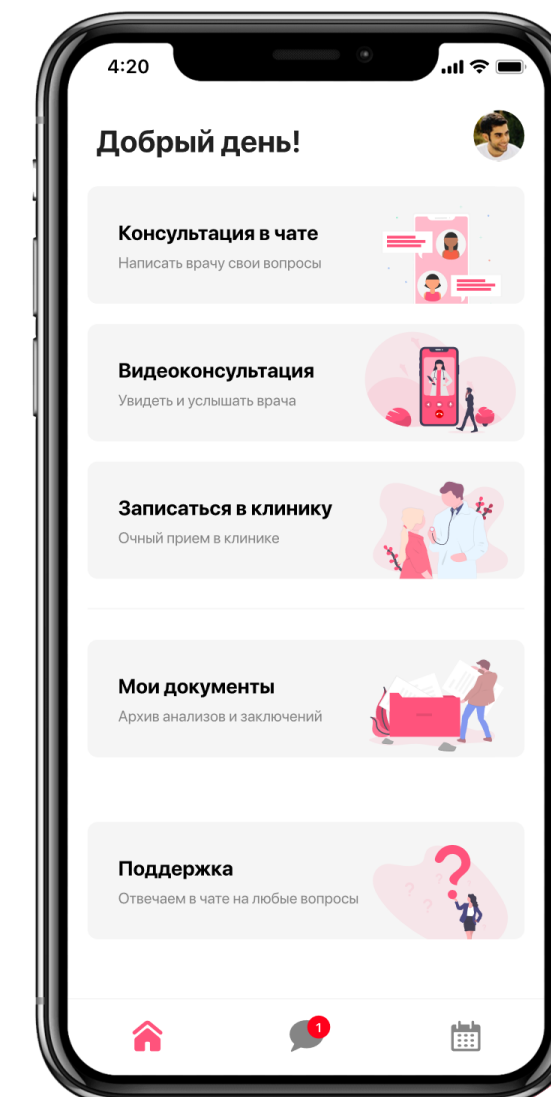 4:20
Добрый день!
Консультация в чате
Написать врачу свои вопросы
Видеоконсультация
Увидеть и услышать врача
Записаться в клинику
Очный прием в клинике
Мои документы
Архив анализов и заключений
Поддержка
Отвечаем в чате на любые вопросы
1